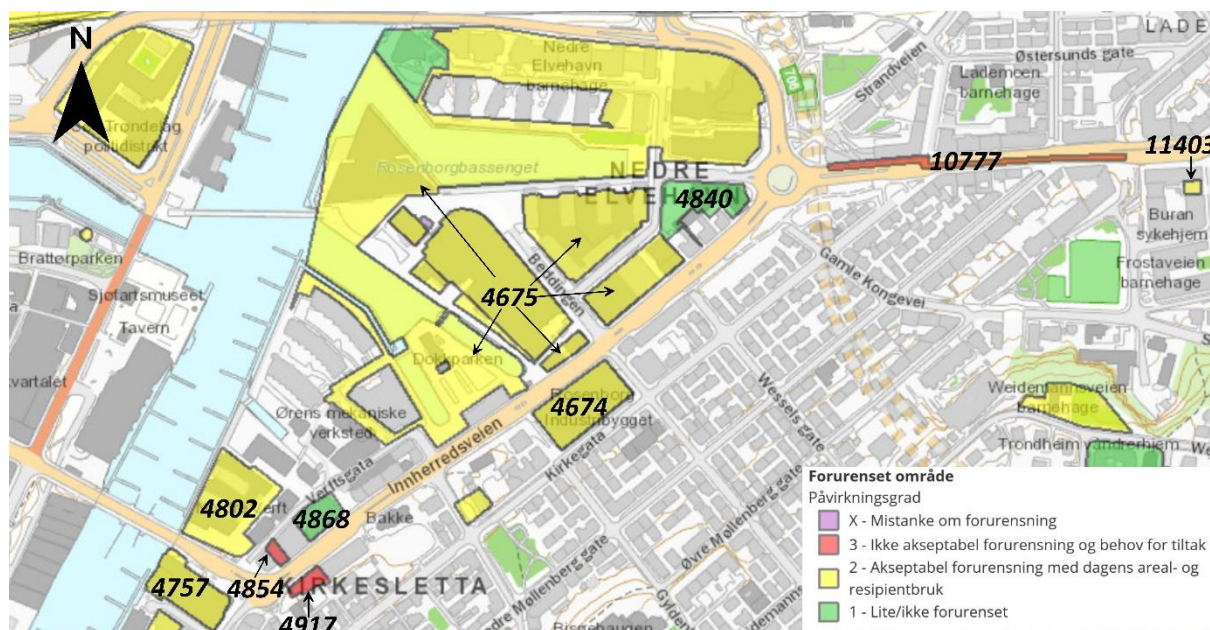 N
Nedre
Elvehavn
barnehage
Trøndelag
politidistrikt
Rosenborgbassenget
NEDRE
ELVEHAVN
4840
706
Strandveien
LADE
Østersunds gate
Lademoen
barnehage
10777
11403
Buran
sykehjem
Frostaveien
barnehage
Gamle Kongevei
Brattørparken
Sjøfartsmuseet
Tavern
kvartalet
Beddingen
4675
Dokkparken
Ørens mekaniske
verksted
Innherredsveien
Rosenborg
Industribygget
4674
Kirkegata
Wessels gate
Weidemannsveien
barnehage
Trondheim vandrerhjem
4802
Verftsgata
4868
Bakke
4854
KIRKESLETTA
4757
4917
Nedre Møllenberg gate
Øvre Møllenberg gate
Bispehaugen
Forurenset område
Påvirkningsgrad
X - Mistanke om forurensning
3 - Ikke akseptabel forurensning og behov for tiltak
2 - Akseptabel forurensning med dagens areal- og
resipientbruk
1 - Lite/ikke forurenset